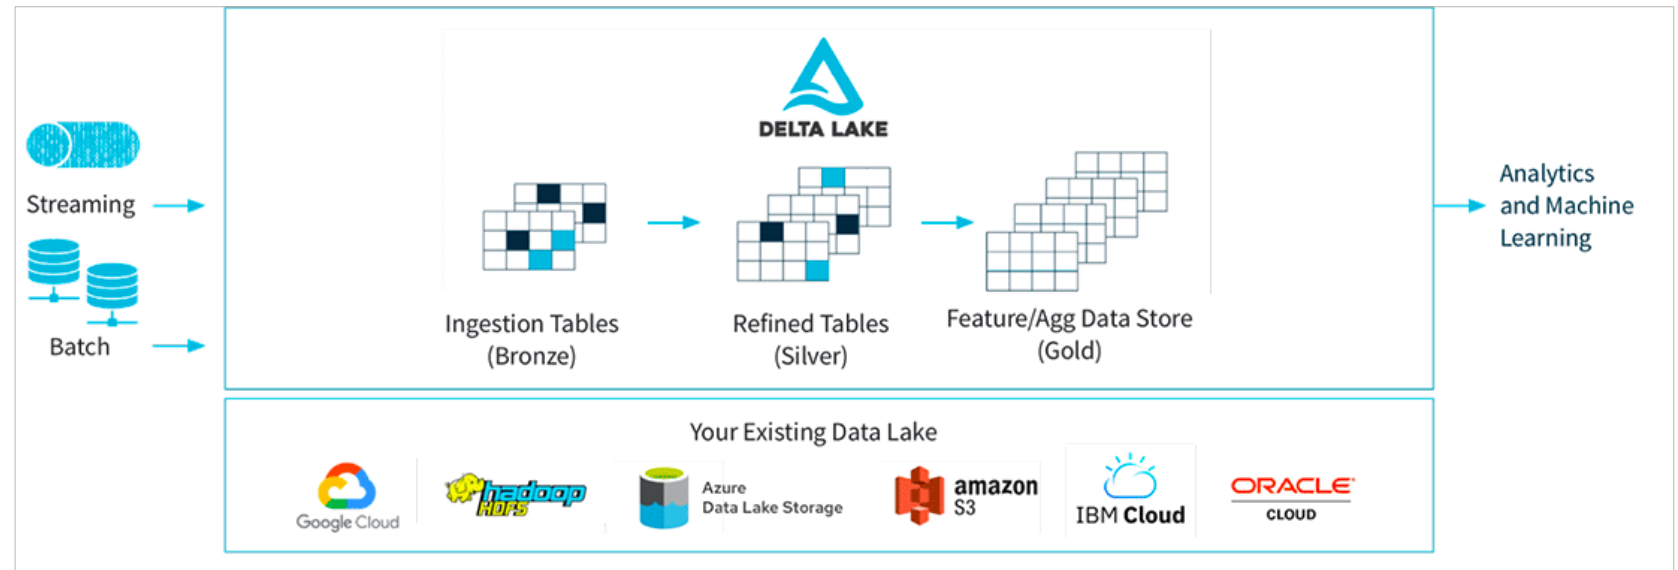 DELTA LAKE
Streaming
Batch
Ingestion Tables
(Bronze)
Refined Tables
(Silver)
Feature/Agg Data Store
(Gold)
Analytics
and Machine
Learning
Your Existing Data Lake
Google Cloud
hadoop
HDFS
Azure
Data Lake Storage
amazon
S3
IBM Cloud
ORACLE
CLOUD